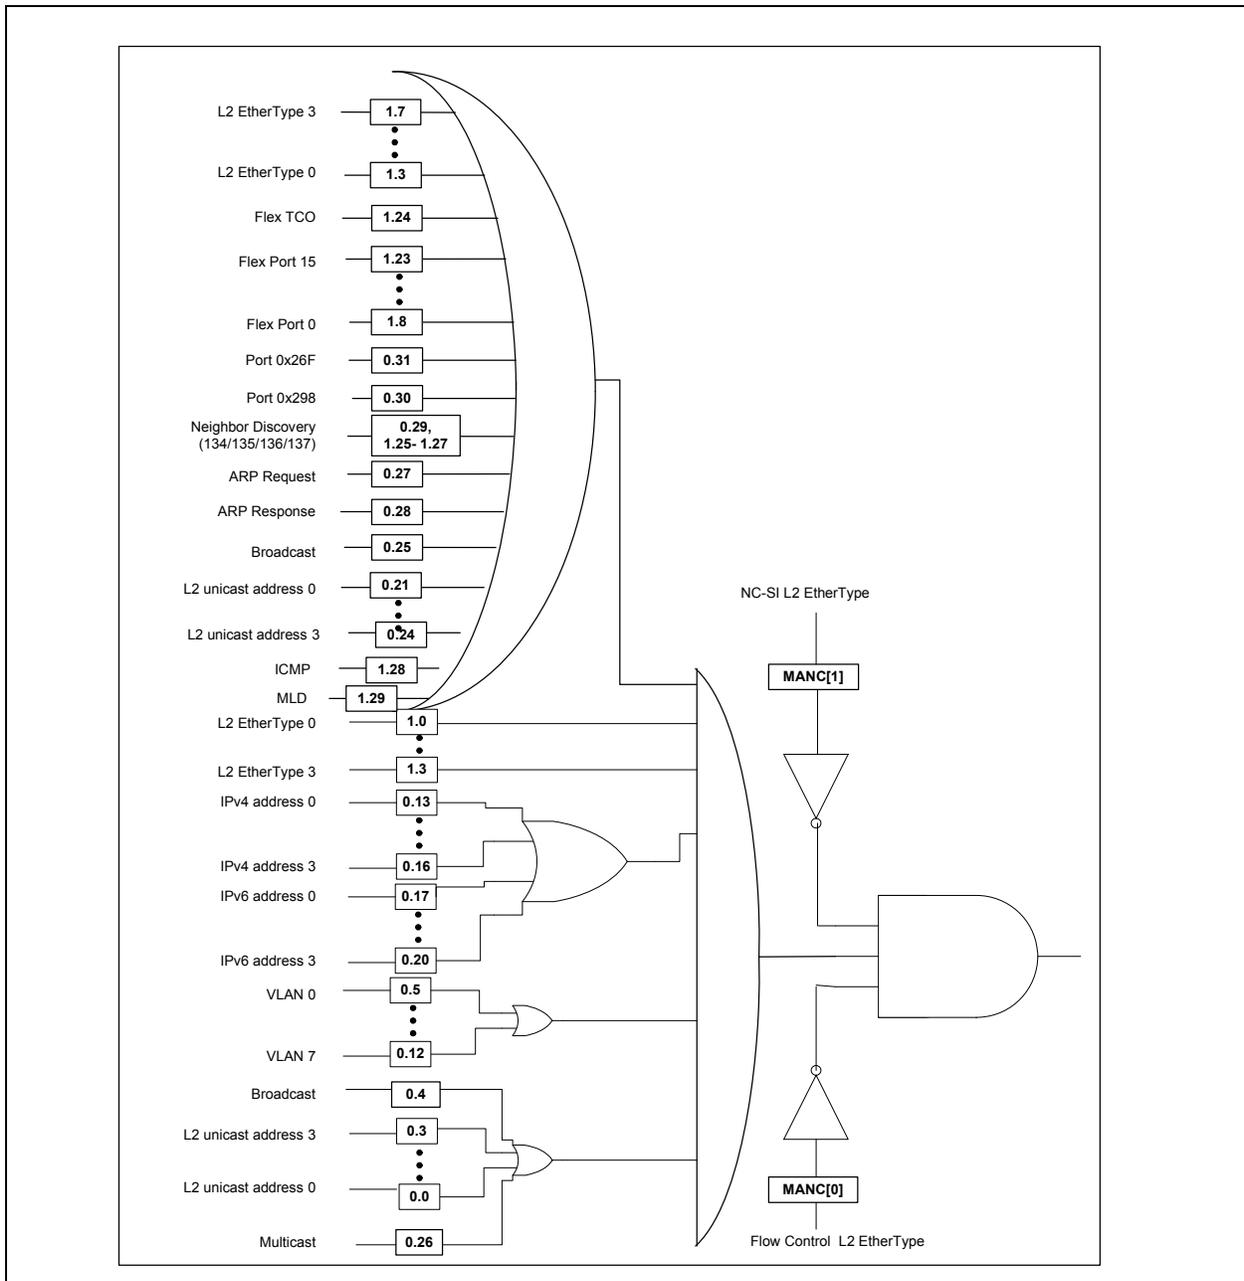 L2 EtherType 3
1.7
L2 EtherType 0
1.3
Flex TCO
1.24
Flex Port 15
1.23
Flex Port 0
1.8
Port 0x26F
0.31
Port 0x298
0.30
Neighbor Discovery
(134/135/136/137)
0.29,
1.25- 1.27
ARP Request
0.27
ARP Response
0.28
Broadcast
0.25
L2 unicast address 0
0.21
L2 unicast address 3
0.24
ICMP
1.28
MLD
1.29
L2 EtherType 0
1.0
L2 EtherType 3
1.3
IPv4 address 0
0.13
IPv4 address 3
0.16
IPv6 address 0
0.17
IPv6 address 3
0.20
VLAN 0
0.5
VLAN 7
0.12
Broadcast
0.4
L2 unicast address 3
0.3
L2 unicast address 0
0.0
Multicast
0.26
NC-SI L2 EtherType
MANC[1]
MANC[0]
Flow Control L2 EtherType